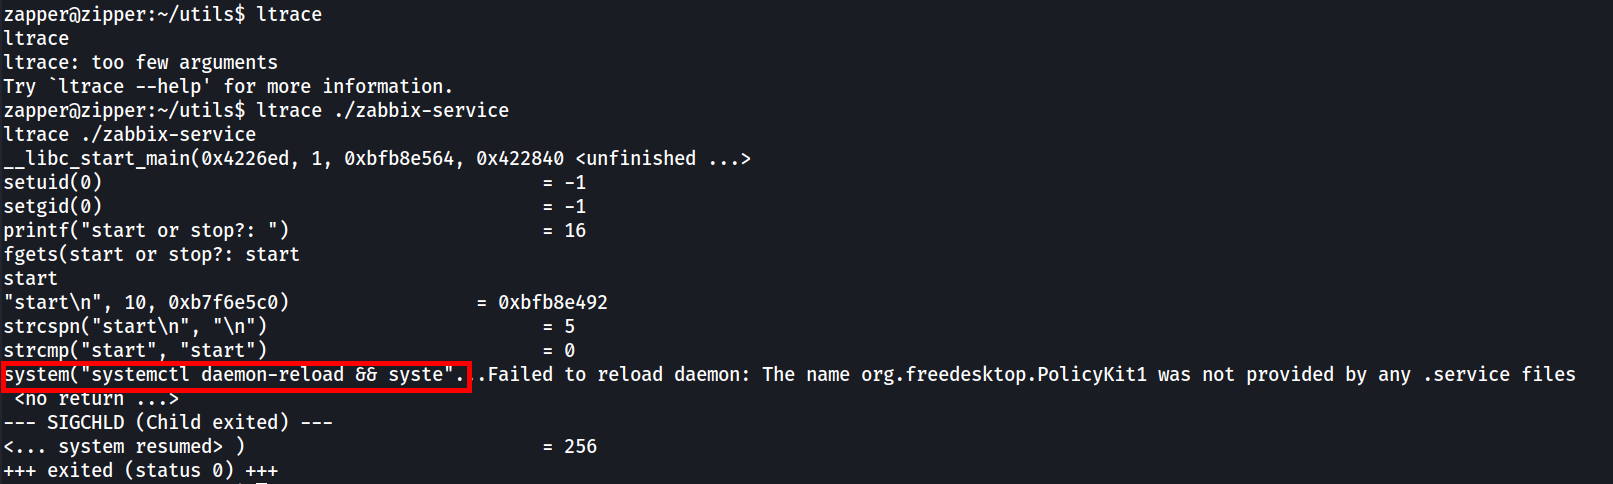 zapper@zipper:~/utils$ ltrace
ltrace
ltrace: too few arguments
Try `ltrace --help' for more information.
zapper@zipper:~/utils$ ltrace ./zabbix-service
ltrace ./zabbix-service
__libc_start_main(0x4226ed, 1, 0xbfb8e564, 0x422840 <unfinished ...>
setuid(0)                                    = -1
setgid(0)                                    = -1
printf("start or stop?: ")                   = 16
fgets(start or stop?: start
start
"start\n", 10, 0xb7f6e5c0)             = 0xbfb8e492
strcspn("start\n", "\n")                     = 5
strcmp("start", "start")                     = 0
system("systemctl daemon-reload && syste"...Failed to reload daemon: The name org.freedesktop.PolicyKit1 was not provided by any .service files
 <no return ...>
--- SIGCHLD (Child exited) ---
<... system resumed> )                       = 256
+++ exited (status 0) +++